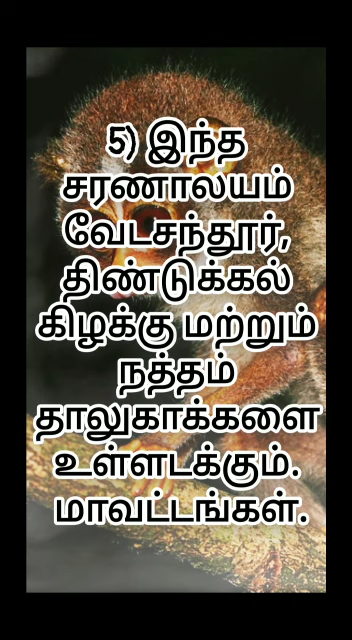 5) இந்த
சரணாலயம்
வேடசந்தூர்,
திண்டுக்கல்
கிழக்கு மற்றும்
நத்தம்
தாலுகாக்களை
உள்ளடக்கும்.
மாவட்டங்கள்.